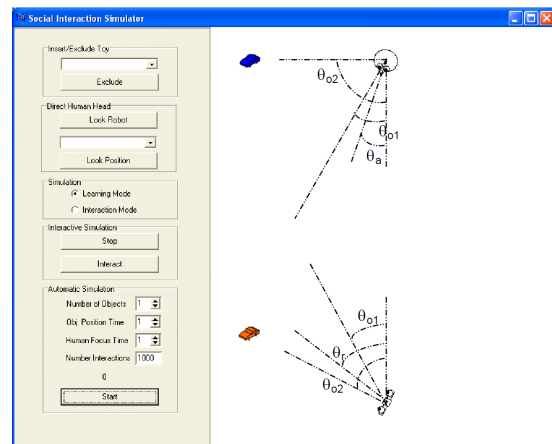 Social Interaction Simulator
Insert/Exclude Toy
Exclude
Direct Human Head
Look Robot
Look Position
Simulation
Learning Mode
Interaction Mode
Interactive Simulation
Stop
Interact
Automatic Simulation
Number of Objects 1
Obj. Position Time 1
Human Focus Time 1
Number Interactions 1000
0
Start
θo2
θo1
θa
θo1
θr
θo2